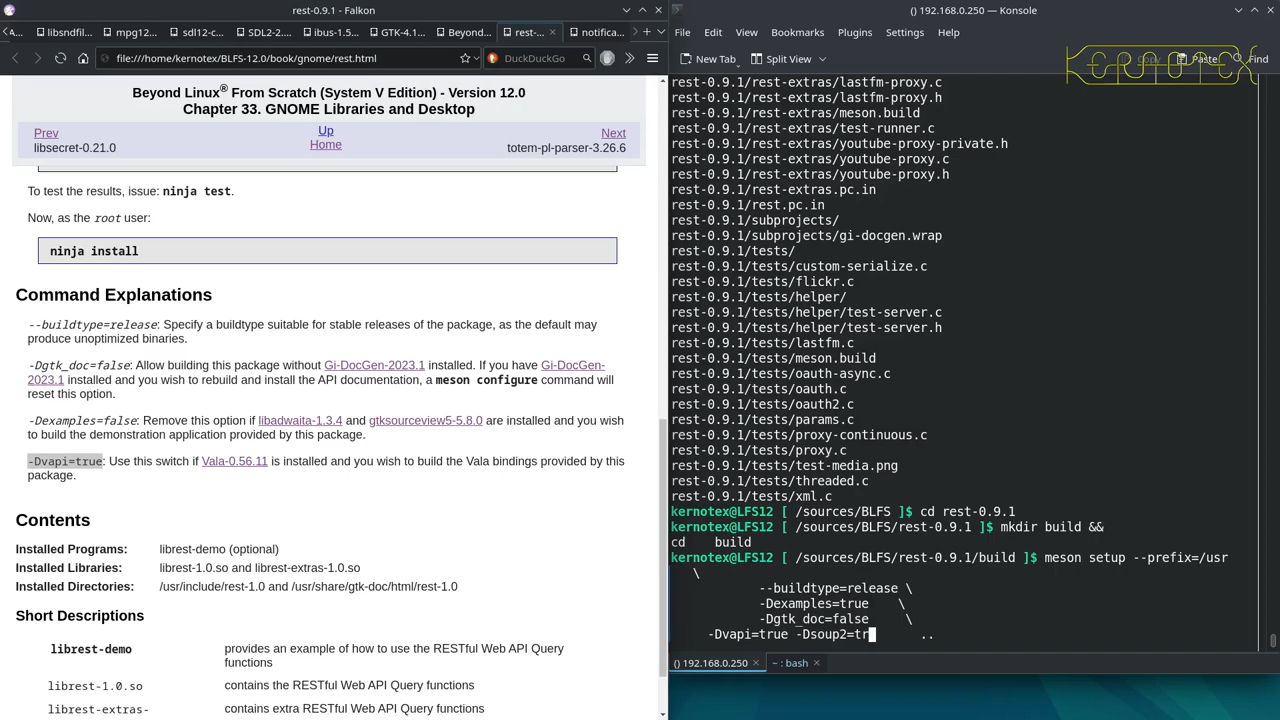 rest-0.9.1 - Falkon
() 192.168.0.250 — Konsole
A...
libsndfil...
mpg12...
sdl12-c...
SDL2-2....
ibus-1.5...
GTK-4.1...
Beyond...
rest-...
notifica...
File Edit View Bookmarks Plugins Settings Help
file:///home/kernotex/BLFS-12.0/book/gnome/rest.html
DuckDuckGo
New Tab Split View Copy Paste Find
Kernotex
Beyond Linux® From Scratch (System V Edition) - Version 12.0
Chapter 33. GNOME Libraries and Desktop
Prev Up Next
libsecret-0.21.0 Home totem-pl-parser-3.26.6
To test the results, issue: ninja test.
Now, as the root user:
ninja install
Command Explanations
--buildtype=release: Specify a buildtype suitable for stable releases of the package, as the default may
produce unoptimized binaries.
-Dgtk_doc=false: Allow building this package without Gi-DocGen-2023.1 installed. If you have Gi-DocGen-
2023.1 installed and you wish to rebuild and install the API documentation, a meson configure command will
reset this option.
-Dexamples=false: Remove this option if libadwaita-1.3.4 and gtksourceview5-5.8.0 are installed and you wish
to build the demonstration application provided by this package.
-Dvapi=true: Use this switch if Vala-0.56.11 is installed and you wish to build the Vala bindings provided by this
package.
Contents
Installed Programs: librest-demo (optional)
Installed Libraries: librest-1.0.so and librest-extras-1.0.so
Installed Directories: /usr/include/rest-1.0 and /usr/share/gtk-doc/html/rest-1.0
Short Descriptions
librest-demo provides an example of how to use the RESTful Web API Query
functions
librest-1.0.so contains the RESTful Web API Query functions
librest-extras- contains extra RESTful Web API Query functions
rest-0.9.1/rest-extras/lastfm-proxy.c
rest-0.9.1/rest-extras/lastfm-proxy.h
rest-0.9.1/rest-extras/meson.build
rest-0.9.1/rest-extras/test-runner.c
rest-0.9.1/rest-extras/youtube-proxy-private.h
rest-0.9.1/rest-extras/youtube-proxy.c
rest-0.9.1/rest-extras/youtube-proxy.h
rest-0.9.1/rest-extras.pc.in
rest-0.9.1/rest.pc.in
rest-0.9.1/subprojects/
rest-0.9.1/subprojects/gi-docgen.wrap
rest-0.9.1/tests/
rest-0.9.1/tests/custom-serialize.c
rest-0.9.1/tests/flickr.c
rest-0.9.1/tests/helper/
rest-0.9.1/tests/helper/test-server.c
rest-0.9.1/tests/helper/test-server.h
rest-0.9.1/tests/lastfm.c
rest-0.9.1/tests/meson.build
rest-0.9.1/tests/oauth-async.c
rest-0.9.1/tests/oauth.c
rest-0.9.1/tests/oauth2.c
rest-0.9.1/tests/params.c
rest-0.9.1/tests/proxy-continuous.c
rest-0.9.1/tests/proxy.c
rest-0.9.1/tests/test-media.png
rest-0.9.1/tests/threaded.c
rest-0.9.1/tests/xml.c
kernotex@LFS12 [ /sources/BLFS ]$ cd rest-0.9.1
kernotex@LFS12 [ /sources/BLFS/rest-0.9.1 ]$ mkdir build &&
cd    build
kernotex@LFS12 [ /sources/BLFS/rest-0.9.1/build ]$ meson setup --prefix=/usr
\
--buildtype=release \
-Dexamples=true    \
-Dgtk_doc=false     \
-Dvapi=true -Dsoup2=tr      ..
() 192.168.0.250
~ : bash